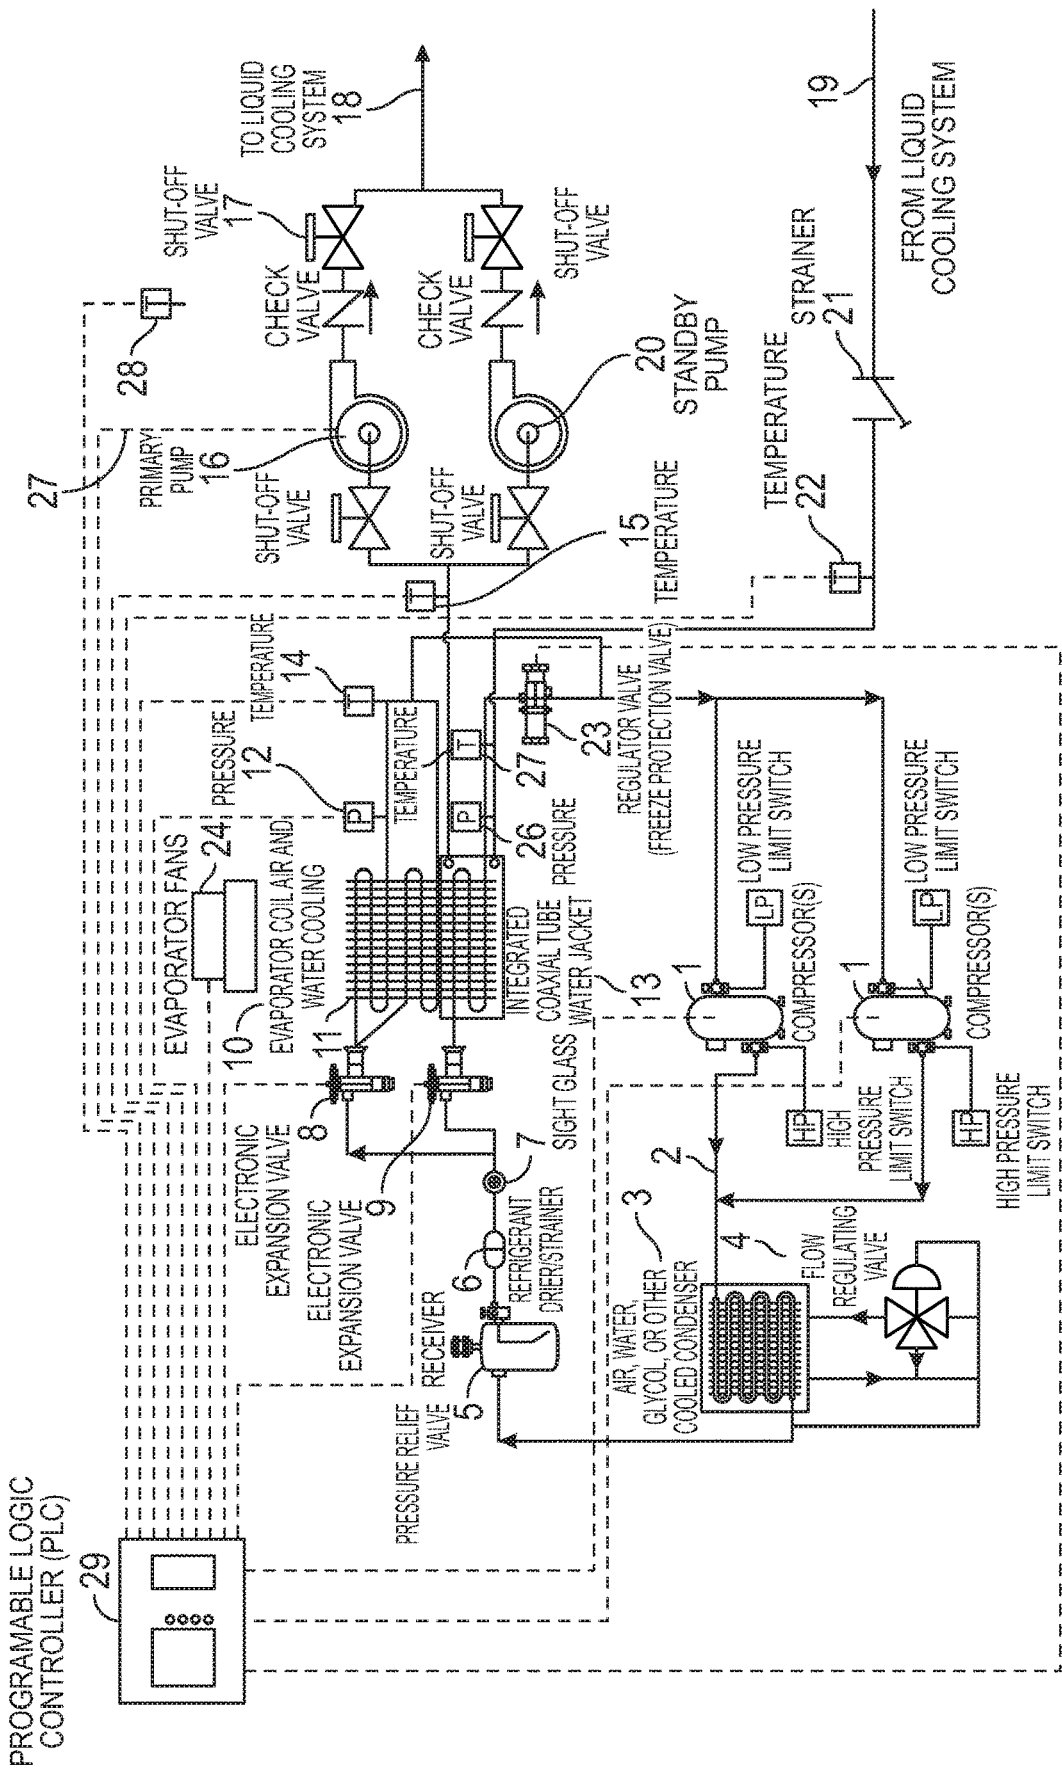 PROGRAMABLE LOGIC
CONTROLLER (PLC)
29
27
28
T
PRIMARY
PUMP
16
SHUT-OFF
VALVE
17
TO LIQUID
COOLING
SYSTEM
18
CHECK
VALVE
SHUT-OFF
VALVE
CHECK
VALVE
SHUT-OFF
VALVE
SHUT-OFF
VALVE
20
STANDBY
PUMP
15
TEMPERATURE
T
19
FROM LIQUID
COOLING SYSTEM
STRAINER
21
TEMPERATURE
22
T
EVAPORATOR FANS
24
PRESSURE
12
P
TEMPERATURE
14
T
10
EVAPORATOR COIL AIR AND
WATER COOLING
11
TEMPERATURE
T
27
P
26
PRESSURE
INTEGRATED
COAXIAL TUBE
WATER JACKET
13
23
REGULATOR VALVE
(FREEZE PROTECTION VALVE)
ELECTRONIC
EXPANSION VALVE
8
ELECTRONIC
EXPANSION VALVE
9
7
SIGHT GLASS
6
REFRIGERANT
DRIER/STRAINER
RECEIVER
PRESSURE RELIEF
VALVE
5
AIR, WATER,
GLYCOL, OR OTHER
COOLED CONDENSER
3
2
4
FLOW
REGULATING
VALVE
1
COMPRESSOR(S)
LP
LOW PRESSURE
LIMIT SWITCH
HP
HIGH
PRESSURE
LIMIT SWITCH
1
COMPRESSOR(S)
LP
LOW PRESSURE
LIMIT SWITCH
HP
HIGH PRESSURE
LIMIT SWITCH